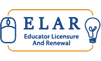 ELAR
Educator Licensure
And Renewal